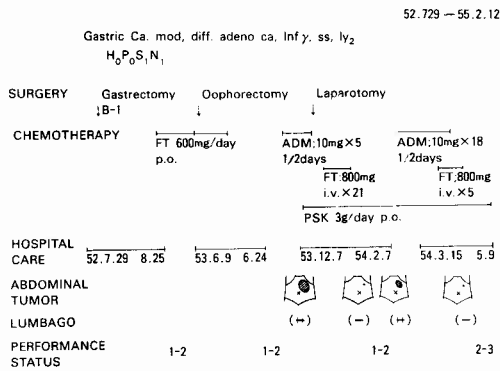 52.729 — 55.2.12
Gastric Ca. mod, diff. adeno ca, Inf γ, ss, ly₂
H₀P₀S₁N₁
SURGERY Gastrectomy Oophorectomy Laparotomy
↓B-1 ↓ ↓
CHEMOTHERAPY FT 600mg/day ADM;10mg×5 ADM;10mg×18
p.o. 1/2days 1/2days
FT:800mg FT;800mg
i.v.×21 i.v.×5
PSK 3g/day p.o.
HOSPITAL
CARE 52.7.29 8.25 53.6.9 6.24 53.12.7 54.2.7 54.3.15 5.9
ABDOMINAL
TUMOR
LUMBAGO (++) (−) (++) (−)
PERFORMANCE
STATUS 1-2 1-2 1-2 2-3